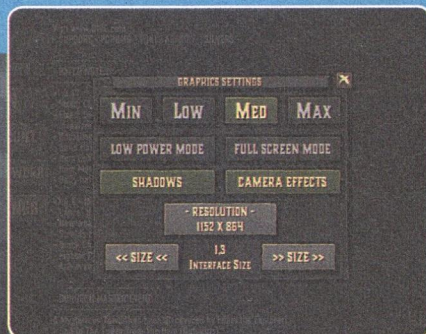 GRAPHICS SETTINGS
MIN LOW MED MAX
LOW POWER MODE FULL SCREEN MODE
SHADOWS CAMERA EFFECTS
- RESOLUTION -
1152 X 864
<< SIZE << 1.3 >> SIZE >>
INTERFACE SIZE